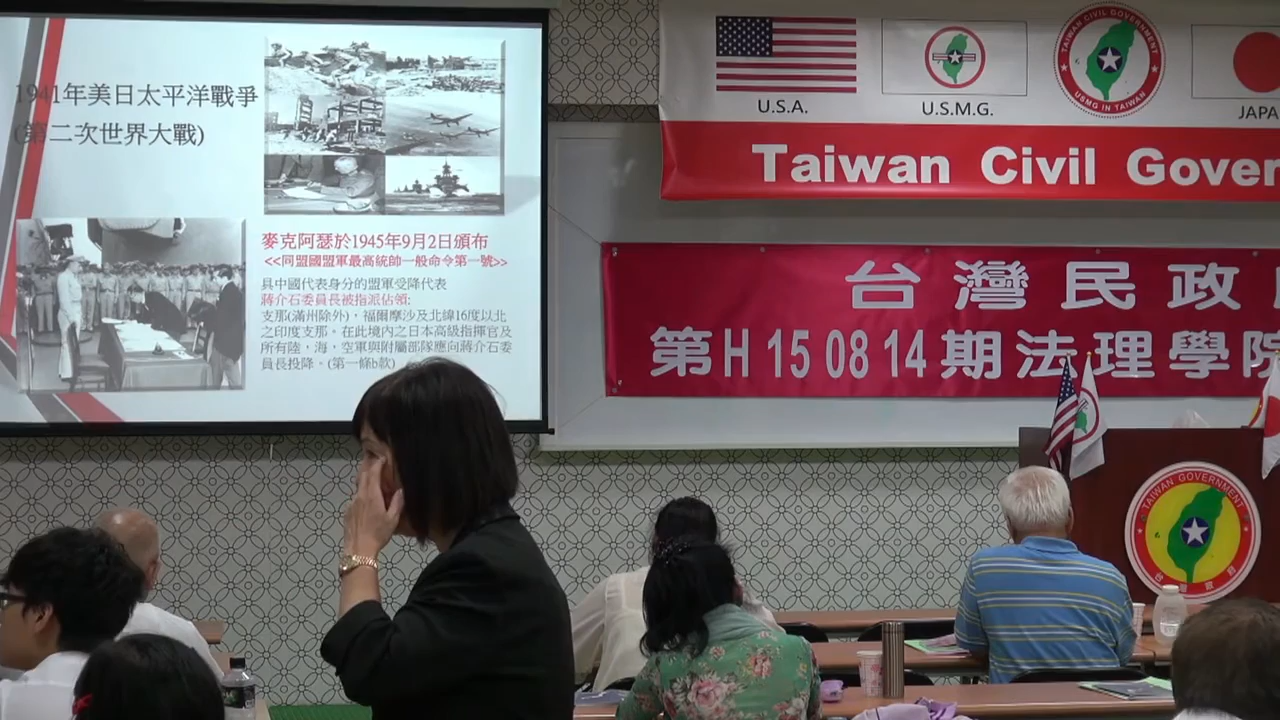 1941年美日太平洋戰爭
(第二次世界大戰)
麥克阿瑟於1945年9月2日頒布
<<同盟國盟軍最高統帥一般命令第一號>>
具中國代表身分的盟軍受降代表
蔣介石委員長被指派佔領:
支那(滿州除外)，福爾摩沙及北緯16度以北
之印度支那。在此境內之日本高級指揮官及
所有陸，海，空軍與附屬部隊應向蔣介石委
員長投降。(第一條b款)
U.S.A.
U.S.M.G.
TAIWAN CIVIL GOVERNMENT
USMG IN TAIWAN
JAPA
Taiwan Civil Gover
台灣民政
第H 15 08 14期法理學院
TAIWAN GOVERNMENT
台灣政府